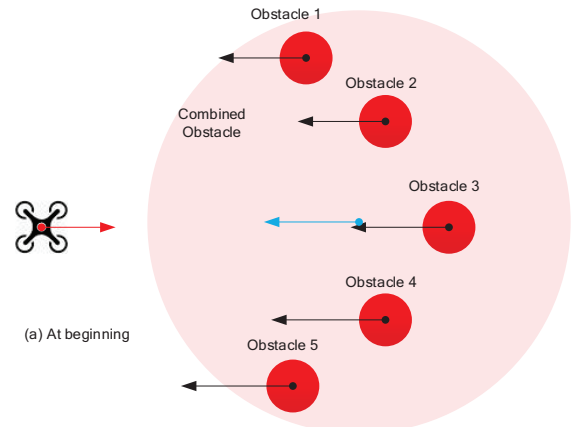 Obstacle 1
Obstacle 2
Combined
Obstacle
Obstacle 3
Obstacle 4
(a) At beginning
Obstacle 5